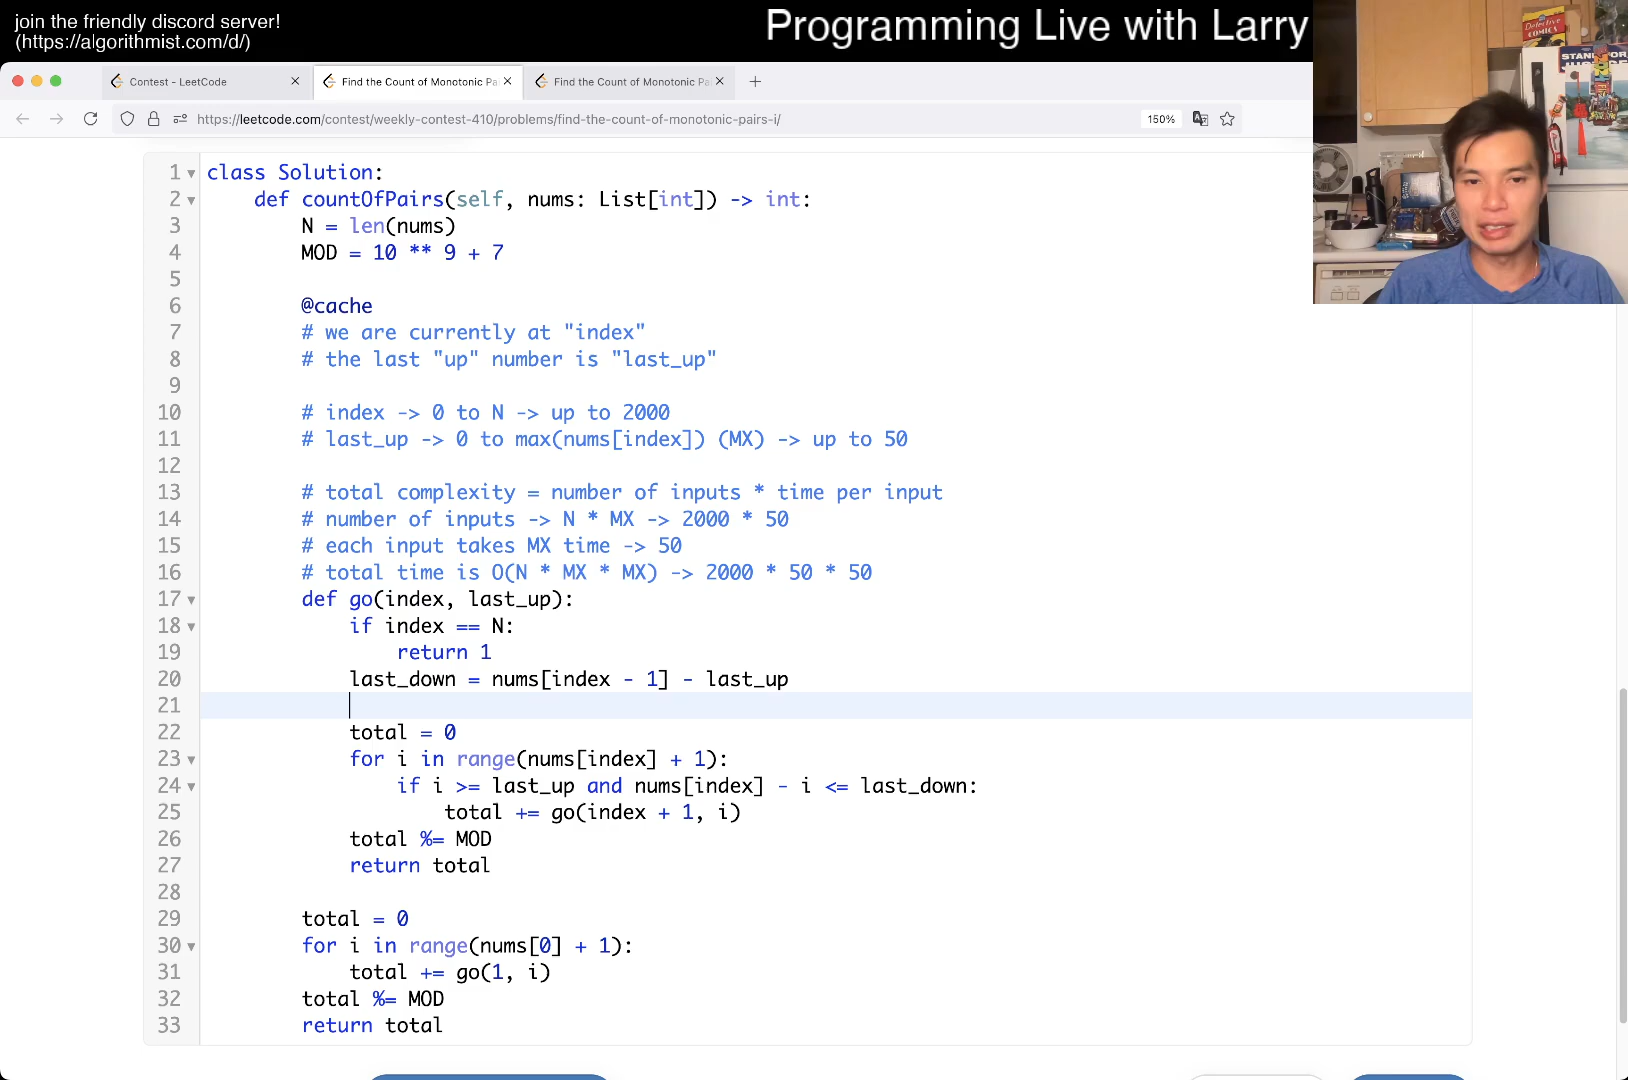 join the friendly discord server!
(https://algorithmist.com/d/)
Programming Live with Larry
Contest - LeetCode
Find the Count of Monotonic Pa
Find the Count of Monotonic Pa
https://leetcode.com/contest/weekly-contest-410/problems/find-the-count-of-monotonic-pairs-i/
150%
DETECTIVE
COMICS
1 class Solution:
2     def countOfPairs(self, nums: List[int]) -> int:
3         N = len(nums)
4         MOD = 10 ** 9 + 7
5
6         @cache
7         # we are currently at "index"
8         # the last "up" number is "last_up"
9
10         # index -> 0 to N -> up to 2000
11         # last_up -> 0 to max(nums[index]) (MX) -> up to 50
12
13         # total complexity = number of inputs * time per input
14         # number of inputs -> N * MX -> 2000 * 50
15         # each input takes MX time -> 50
16         # total time is O(N * MX * MX) -> 2000 * 50 * 50
17         def go(index, last_up):
18             if index == N:
19                 return 1
20             last_down = nums[index - 1] - last_up
21
22             total = 0
23             for i in range(nums[index] + 1):
24                 if i >= last_up and nums[index] - i <= last_down:
25                     total += go(index + 1, i)
26             total %= MOD
27             return total
28
29         total = 0
30         for i in range(nums[0] + 1):
31             total += go(1, i)
32         total %= MOD
33         return total